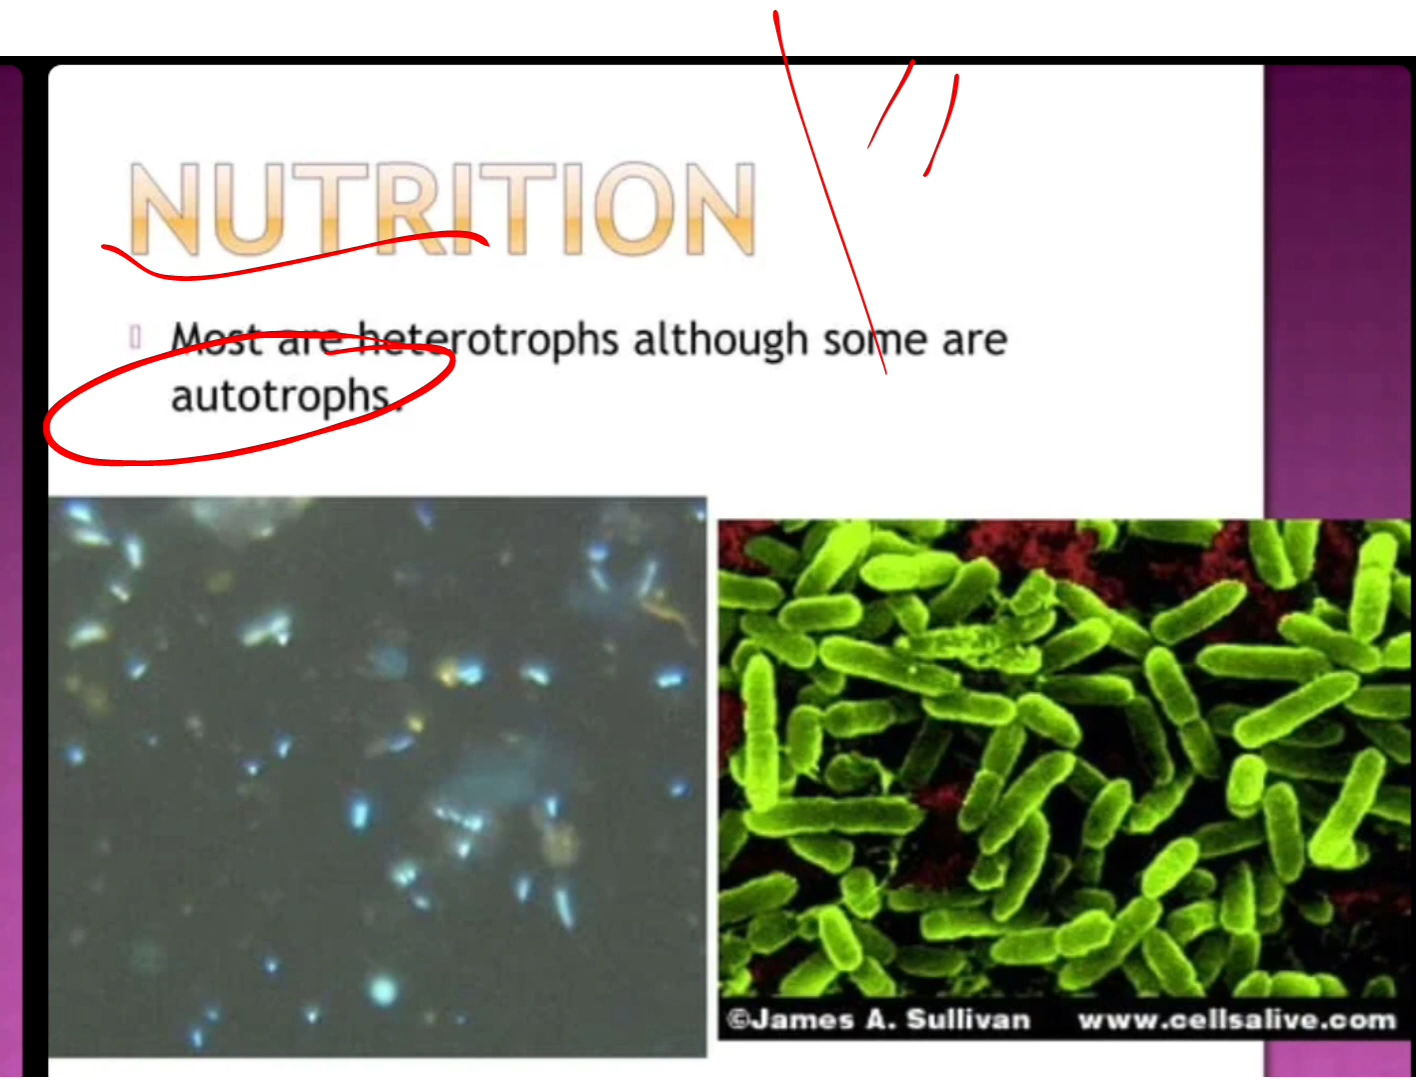 NUTRITION
Most are heterotrophs although some are
autotrophs.
©James A. Sullivan www.cellsalive.com